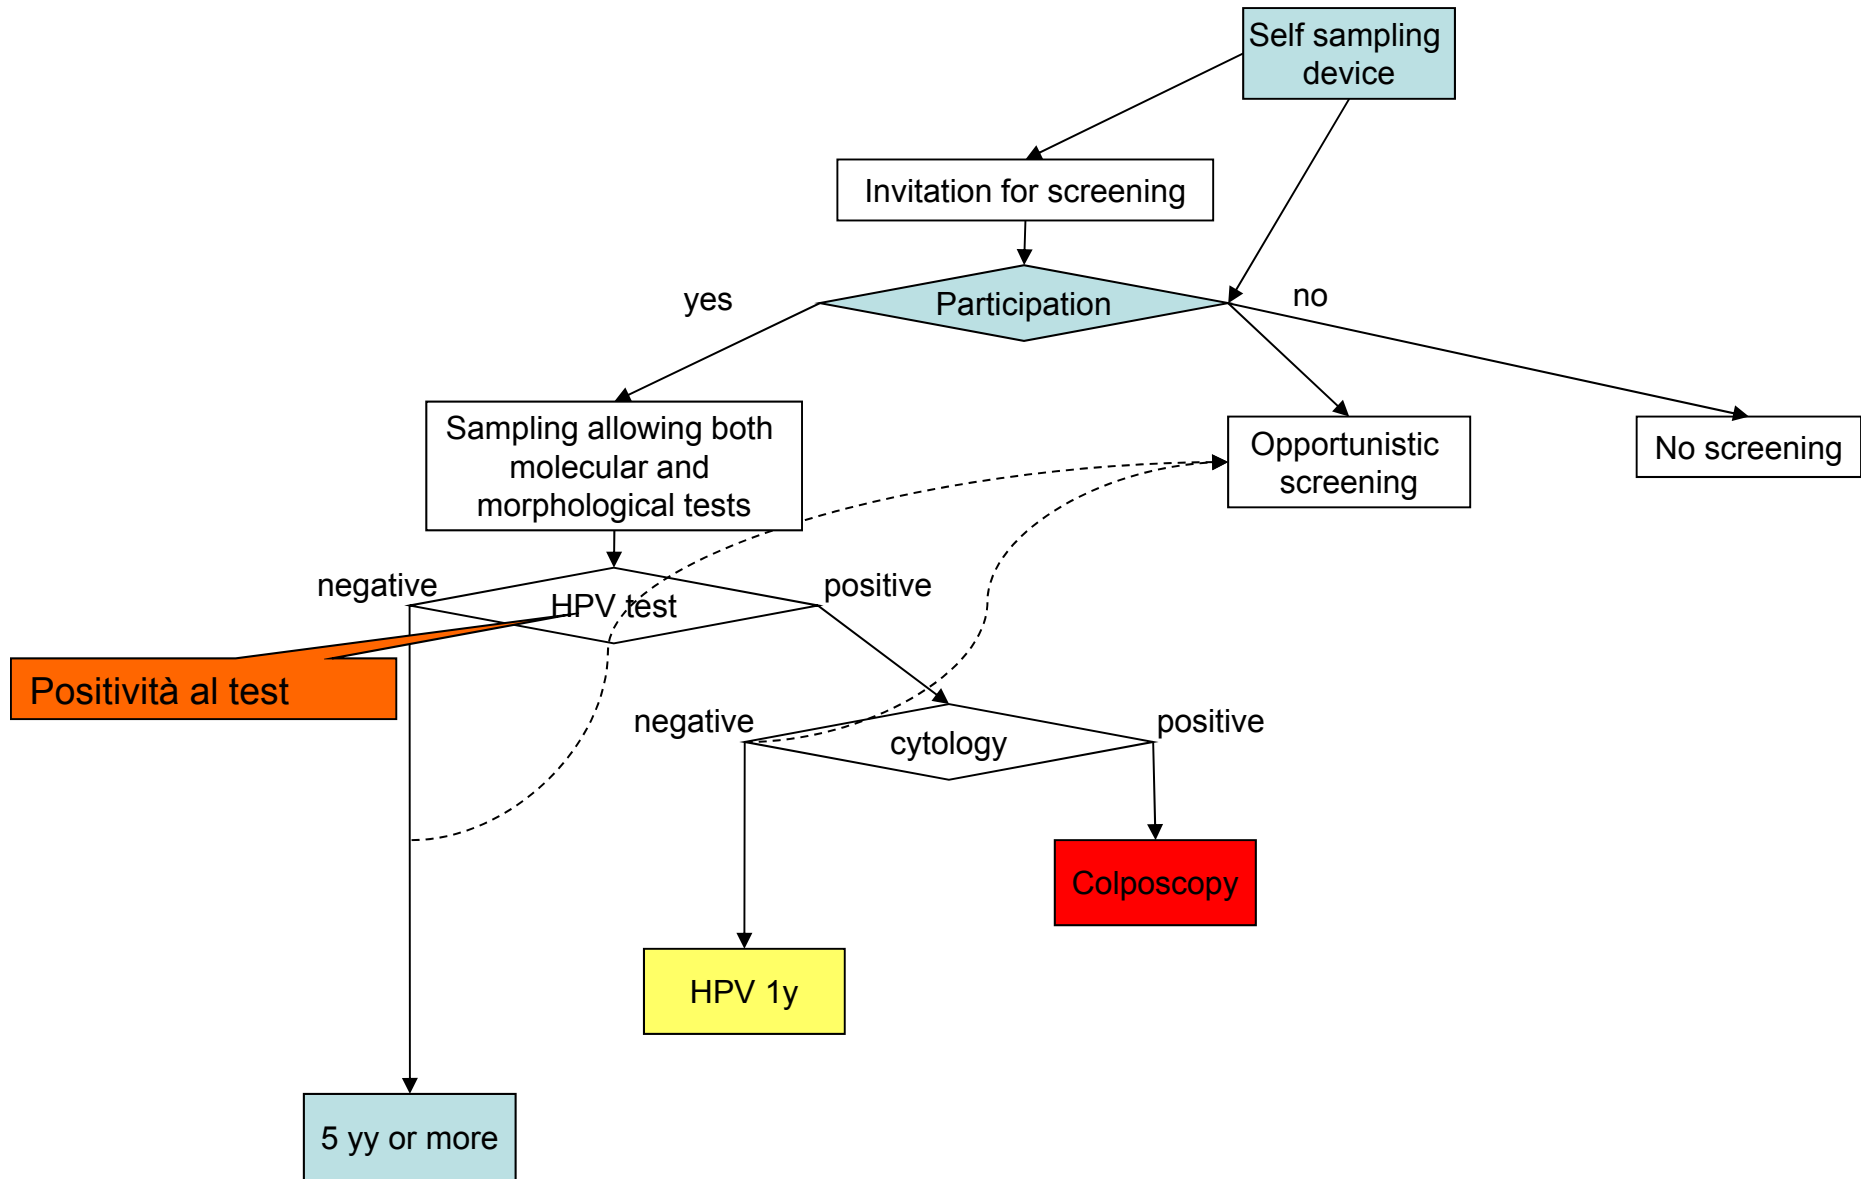 Self sampling
device
Invitation for screening
yes
Participation
no
Sampling allowing both
molecular and
morphological tests
Opportunistic
screening
No screening
negative
HPV test
positive
Positività al test
negative
cytology
positive
Colposcopy
HPV 1y
5 yy or more